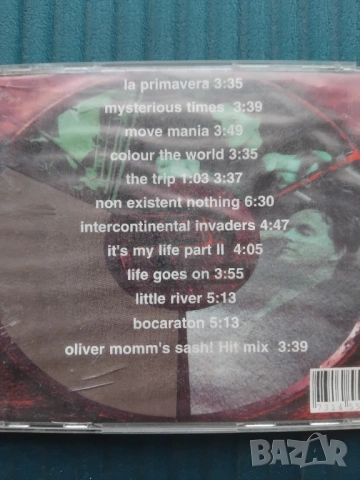 la primavera 3:35
mysterious times 3:39
move mania 3:49
colour the world 3:35
the trip 1:03 3:37
non existent nothing 6:30
intercontinental invaders 4:47
it's my life part II 4:05
life goes on 3:55
little river 5:13
bocaraton 5:13
oliver momm's sash! Hit mix 3:39
BAZAR